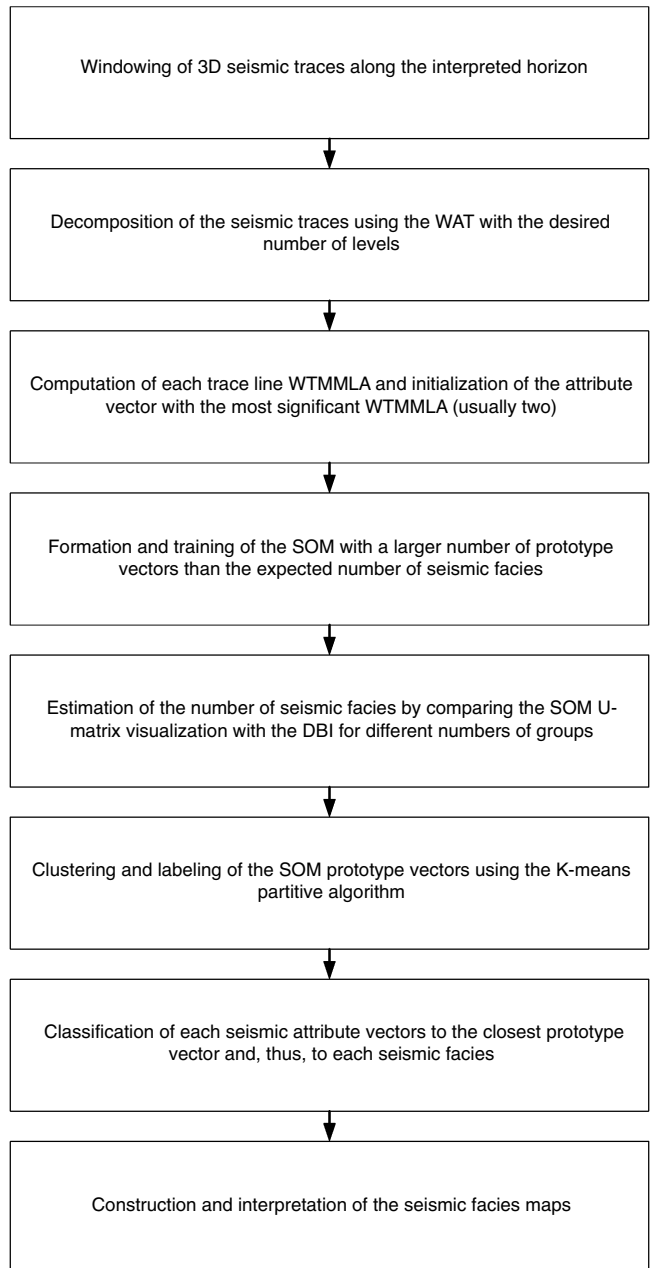 Windowing of 3D seismic traces along the interpreted horizon
Decomposition of the seismic traces using the WAT with the desired
number of levels
Computation of each trace line WTMMLA and initialization of the attribute
vector with the most significant WTMMLA (usually two)
Formation and training of the SOM with a larger number of prototype
vectors than the expected number of seismic facies
Estimation of the number of seismic facies by comparing the SOM U-
matrix visualization with the DBI for different numbers of groups
Clustering and labeling of the SOM prototype vectors using the K-means
partitive algorithm
Classification of each seismic attribute vectors to the closest prototype
vector and, thus, to each seismic facies
Construction and interpretation of the seismic facies maps